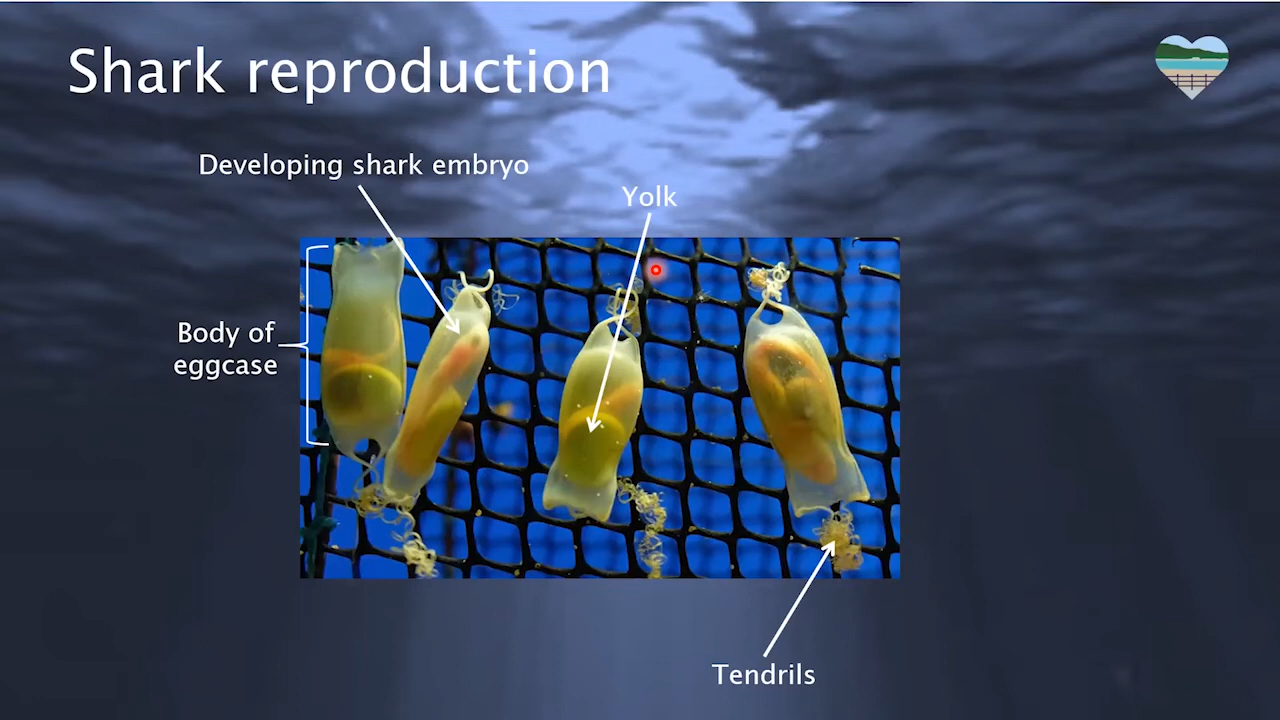 Shark reproduction
Developing shark embryo
Yolk
Body of
eggcase
Tendrils